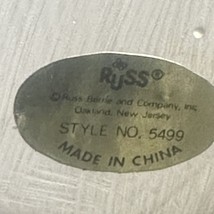 RUSS®
© Russ Berrie and Company, Inc.
Oakland, New Jersey
STYLE NO. 5499
MADE IN CHINA